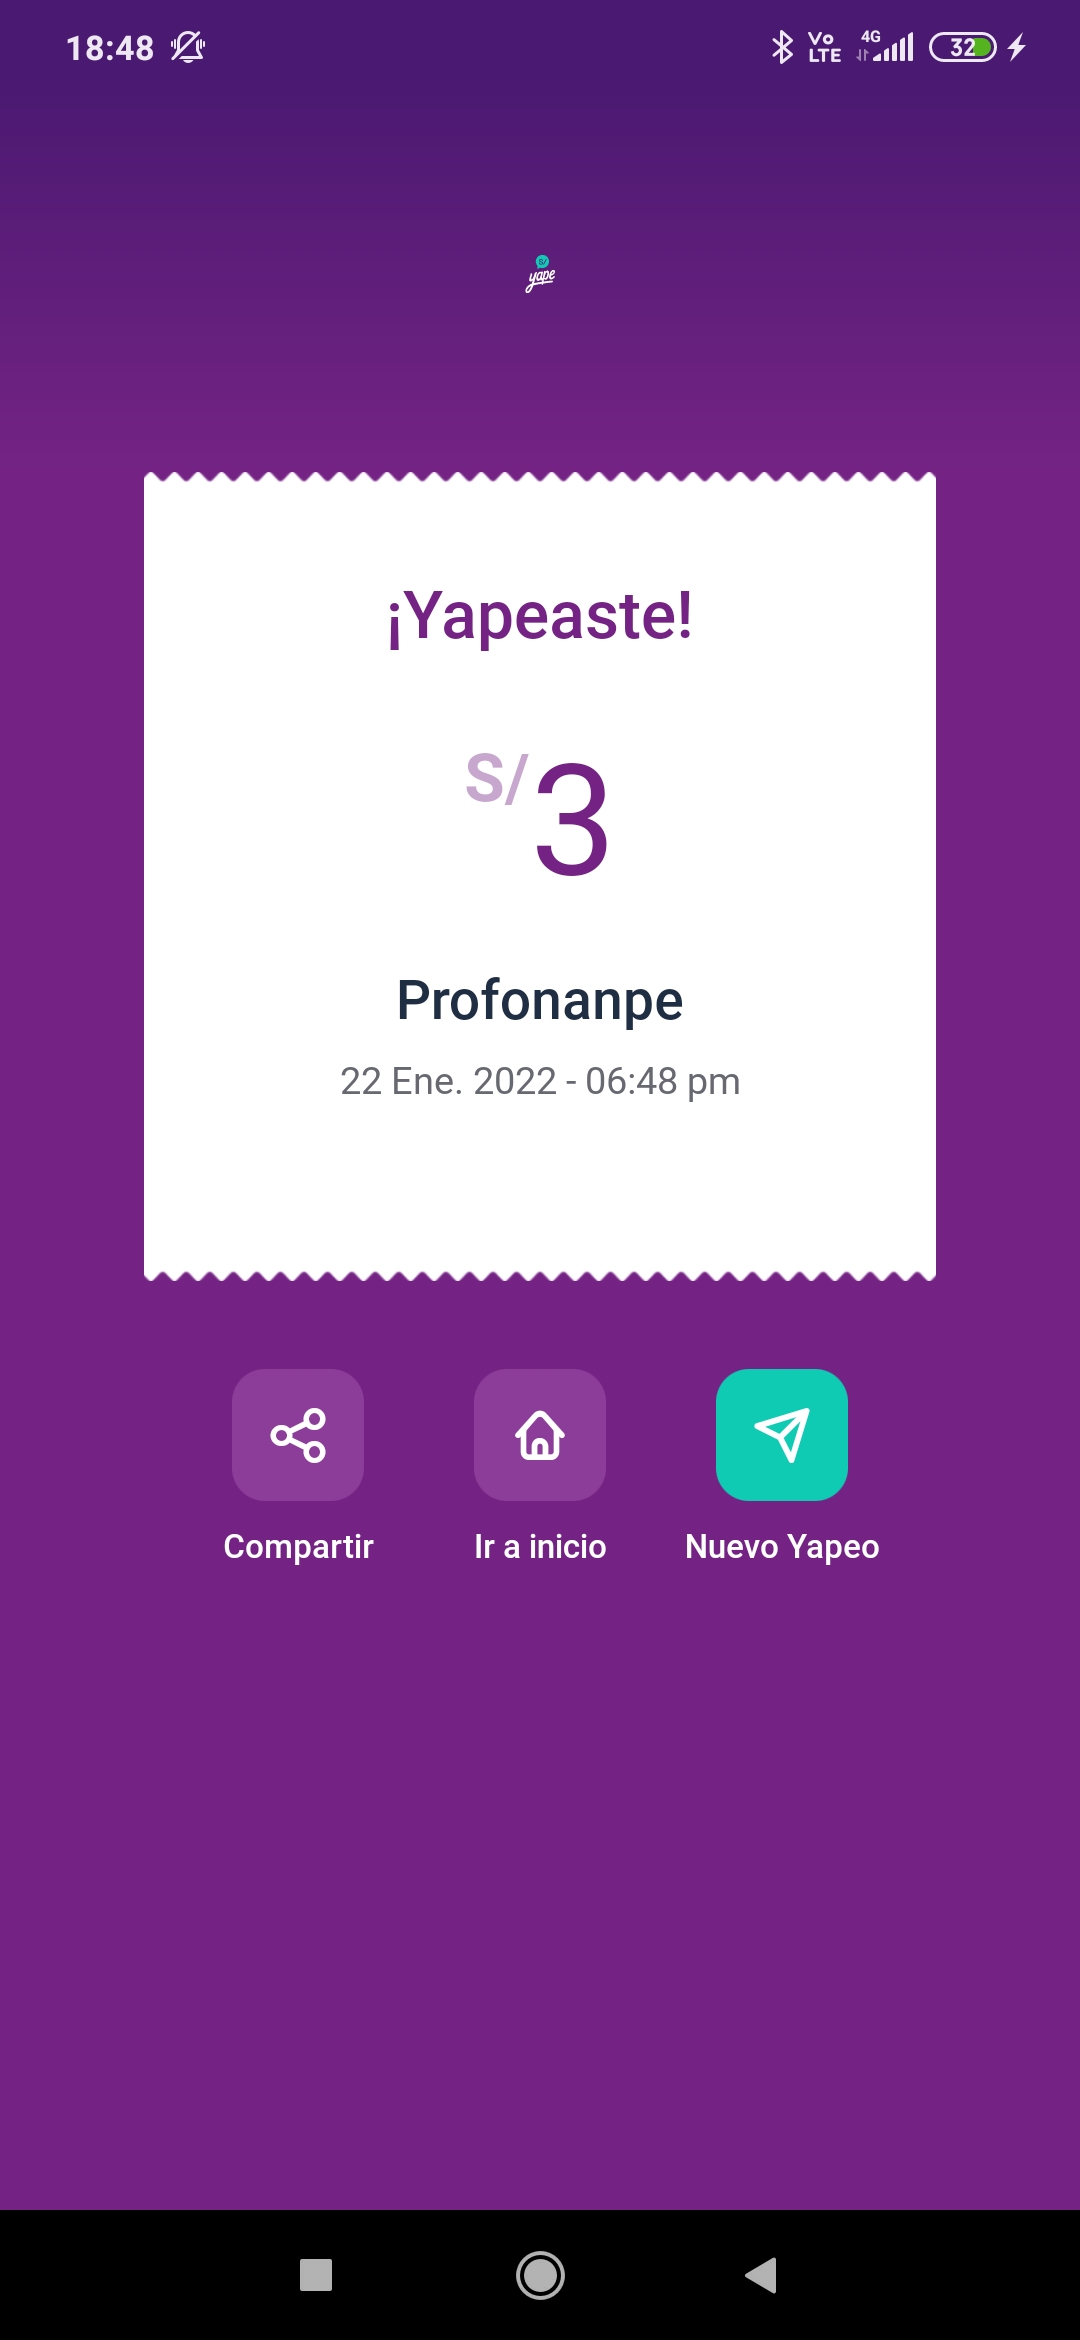 18:48
Vo
LTE
4G
32
S/
yape
¡Yapeaste!
S/3
Profonanpe
22 Ene. 2022 - 06:48 pm
Compartir
Ir a inicio
Nuevo Yapeo